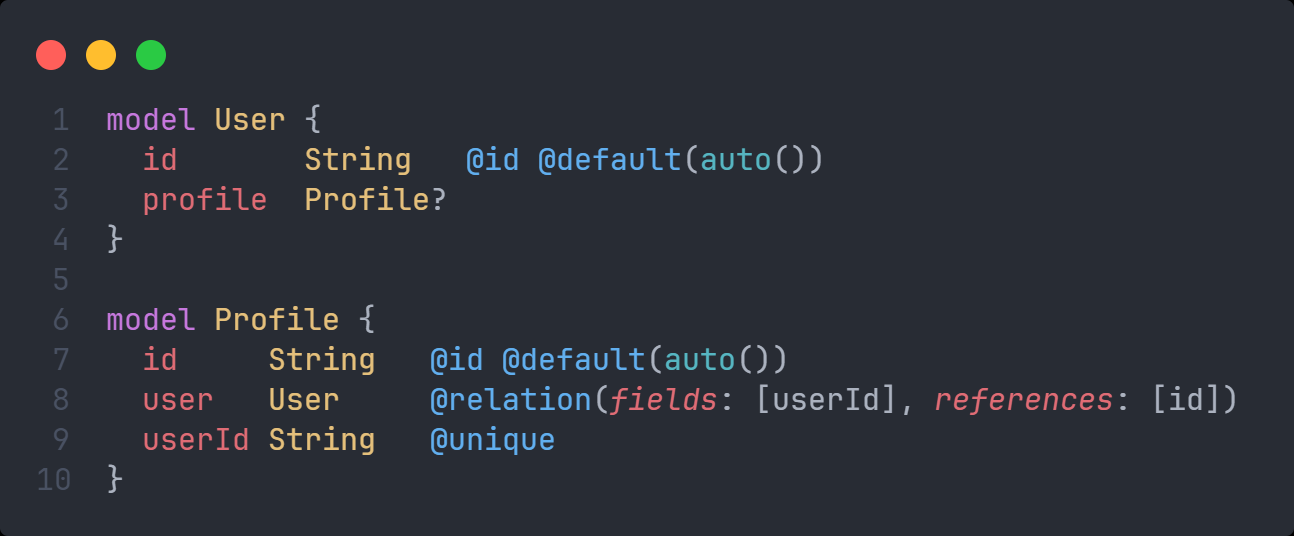 1 model User {
2   id       String   @id @default(auto())
3   profile  Profile?
4 }
5
6 model Profile {
7   id     String   @id @default(auto())
8   user   User     @relation(fields: [userId], references: [id])
9   userId String   @unique
10 }